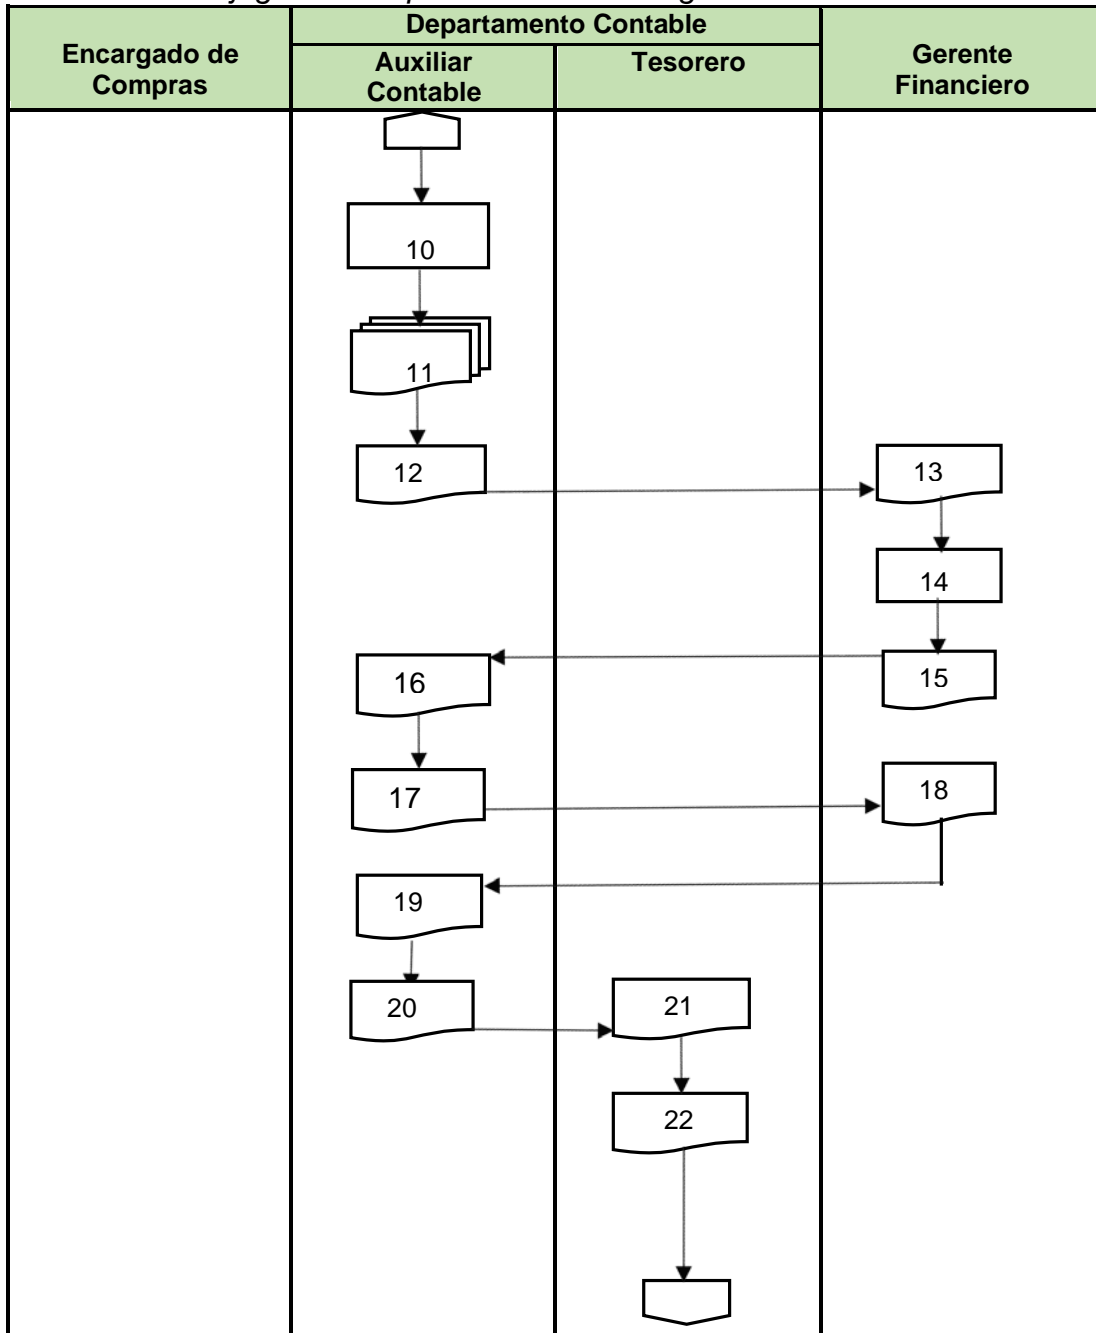 Departamento Contable
Encargado de
Compras
Auxiliar
Contable
Tesorero
Gerente
Financiero
10
11
12
13
14
15
16
17
18
19
20
21
22